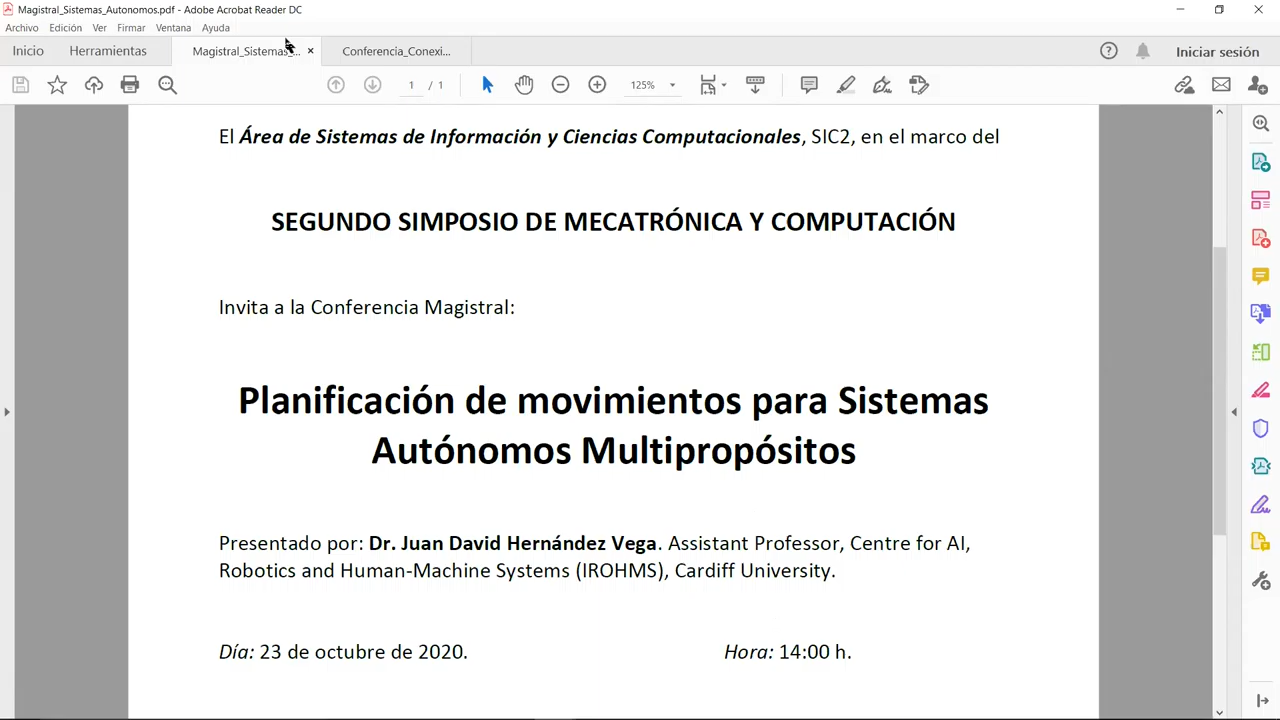 Magistral_Sistemas_Autonomos.pdf - Adobe Acrobat Reader DC
Archivo Edición Ver Firmar Ventana Ayuda
Inicio Herramientas Magistral_Sistemas_... × Conferencia_Conexi... Iniciar sesión
1 / 1 125%
El Área de Sistemas de Información y Ciencias Computacionales, SIC2, en el marco del
SEGUNDO SIMPOSIO DE MECATRÓNICA Y COMPUTACIÓN
Invita a la Conferencia Magistral:
Planificación de movimientos para Sistemas
Autónomos Multipropósitos
Presentado por: Dr. Juan David Hernández Vega. Assistant Professor, Centre for AI,
Robotics and Human-Machine Systems (IROHMS), Cardiff University.
Día: 23 de octubre de 2020. Hora: 14:00 h.